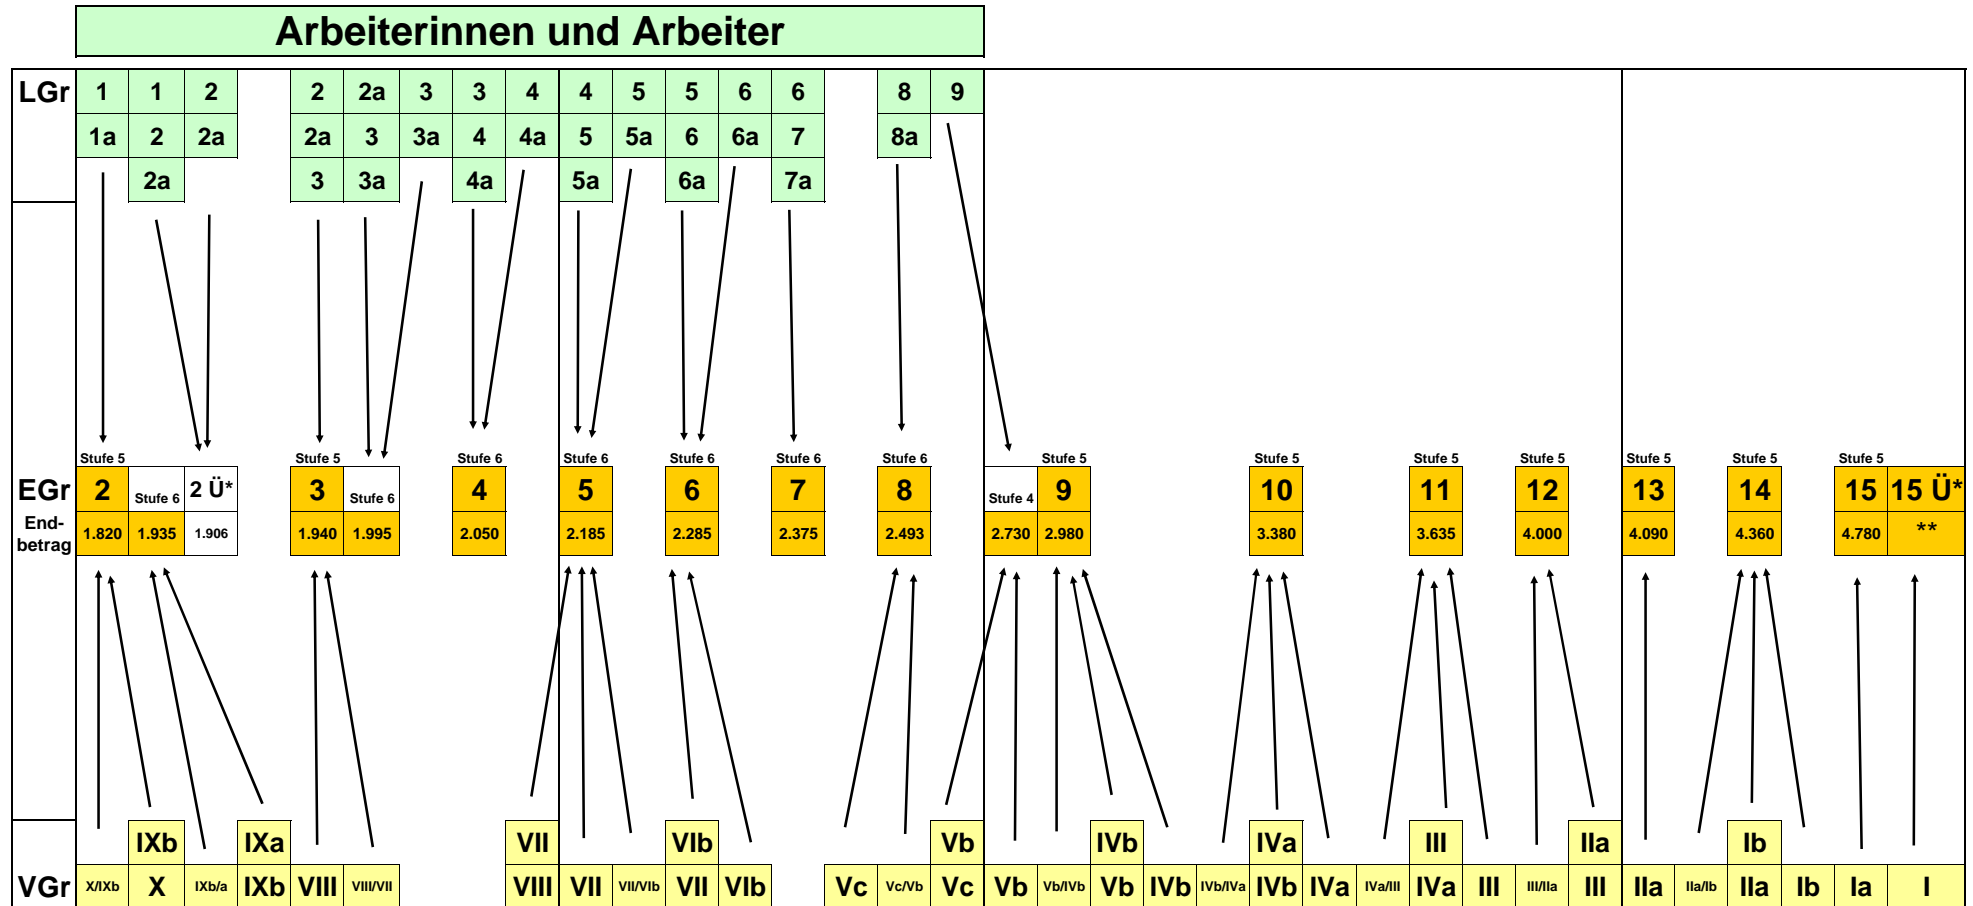 Arbeiterinnen und Arbeiter
LGr 1 1 2 2 2a 3 3 4 4 5 5 6 6 8 9
1a 2 2a 2a 3 3a 4 4a 5 5a 6 6a 7 8a
2a 3 3a 4a 5a 6a 7a
Stufe 5 Stufe 5 Stufe 6 Stufe 6 Stufe 6 Stufe 6 Stufe 6 Stufe 5 Stufe 5 Stufe 5 Stufe 5 Stufe 5 Stufe 5 Stufe 5
EGr 2 Stufe 6 2 Ü* 3 Stufe 6 4 5 6 7 8 Stufe 4 9 10 11 12 13 14 15 15 Ü*
End-
betrag 1.820 1.935 1.906 1.940 1.995 2.050 2.185 2.285 2.375 2.493 2.730 2.980 3.380 3.635 4.000 4.090 4.360 4.780 **
IXb IXa VII VIb Vb IVb IVa III IIa Ib
VGr X/IXb X IXb/a IXb VIII VIII/VII VIII VII VII/VIb VII VIb Vc Vc/Vb Vc Vb Vb/IVb Vb IVb IVb/IVa IVb IVa IVa/III IVa III III/IIa III IIa IIa/Ib IIa Ib Ia I